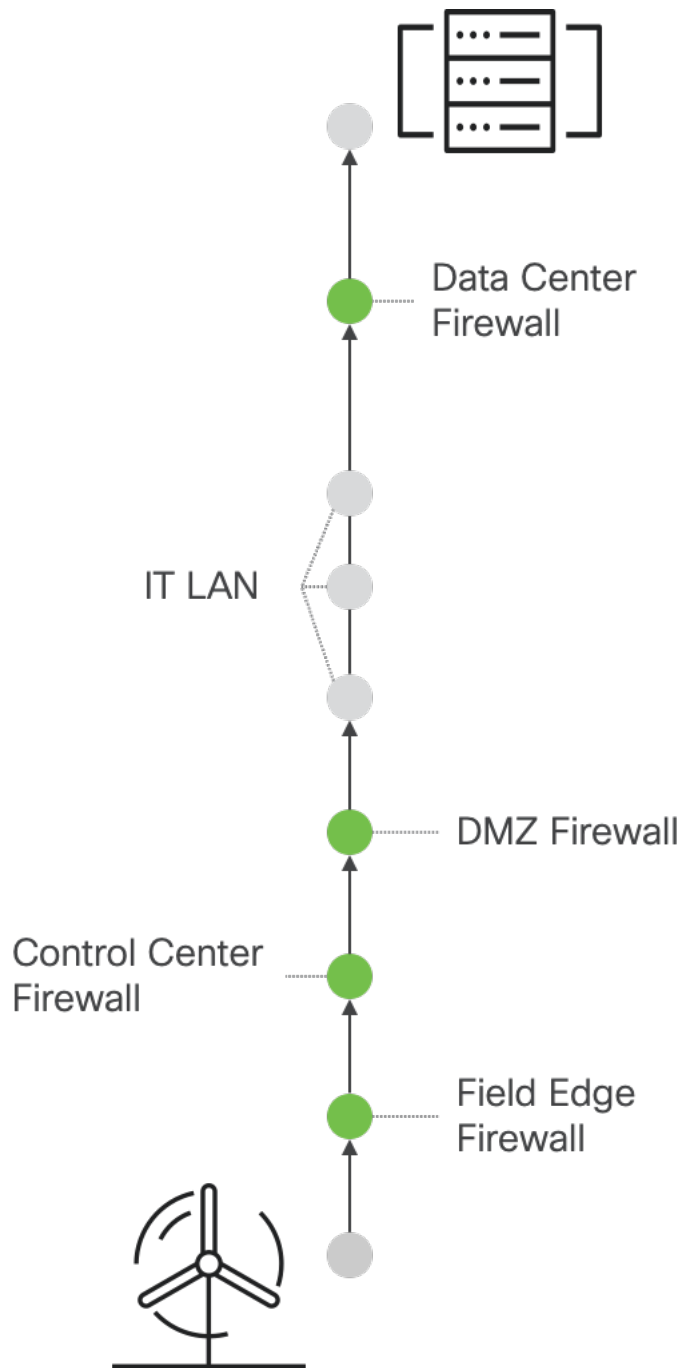 Data Center
Firewall
IT LAN
DMZ Firewall
Control Center
Firewall
Field Edge
Firewall